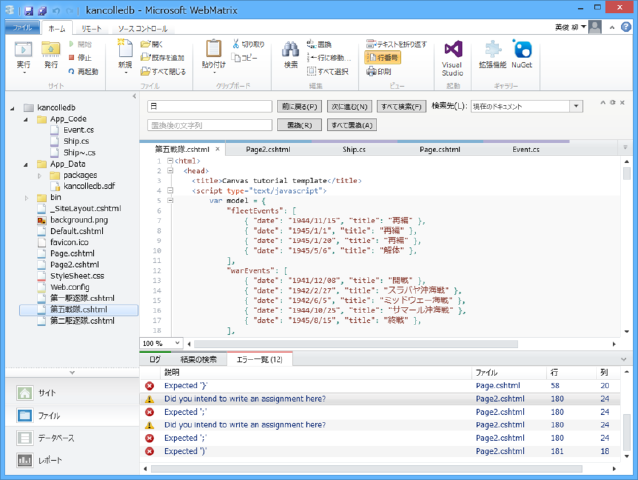 kancolledb - Microsoft WebMatrix
ファイル ホーム リモート ソース コントロール
実行 発行 開始 停止 再起動 サイト
新規 開く 既存を追加 すべて閉じる ファイル
貼り付け 切り取り コピー クリップボード
検索 置換 行に移動... すべて選択 編集
テキストを折り返す 行番号 印刷 ビュー
Visual Studio 起動
拡張機能 NuGet ギャラリー
日 前に戻る(P) 次に進む(N) すべて検索(F) 検索先(L): 現在のドキュメント
置換後の文字列 置換(R) すべて置換(A)
kancolledb
App_Code
Event.cs
Ship.cs
Ship~.cs
App_Data
packages
kancolledb.sdf
bin
_SiteLayout.cshtml
background.png
Default.cshtml
favicon.ico
Page.cshtml
Page2.cshtml
StyleSheet.css
Web.config
第一駆逐隊.cshtml
第五戦隊.cshtml
第二駆逐隊.cshtml
サイト
ファイル
データベース
レポート
第五戦隊.cshtml × Page2.cshtml Ship.cs Page.cshtml Event.cs
1 <html>
2 <head>
3 <title>Canvas tutorial template</title>
4 <script type="text/javascript">
5 var model = {
6 "fleetEvents": [
7 { "date": "1944/11/15", "title": "再編" },
8 { "date": "1945/1/1", "title": "再編" },
9 { "date": "1945/1/20", "title": "再編" },
10 { "date": "1945/5/6", "title": "解体" },
11 ],
12 "warEvents": [
13 { "date": "1941/12/08", "title": "開戦" },
14 { "date": "1942/2/27", "title": "スラバヤ沖海戦" },
15 { "date": "1942/6/5", "title": "ミッドウェー海戦" },
16 { "date": "1944/10/25", "title": "サマール沖海戦" },
17 { "date": "1945/8/15", "title": "終戦" },
18 ],
100 %
ログ 結果の検索 エラー一覧 (12)
説明 ファイル 行 列
Expected '}' Page.cshtml 58 20
Did you intend to write an assignment here? Page2.cshtml 180 24
Expected ';' Page2.cshtml 180 24
Did you intend to write an assignment here? Page2.cshtml 180 24
Expected ';' Page2.cshtml 180 24
Expected ')' Page2.cshtml 181 18